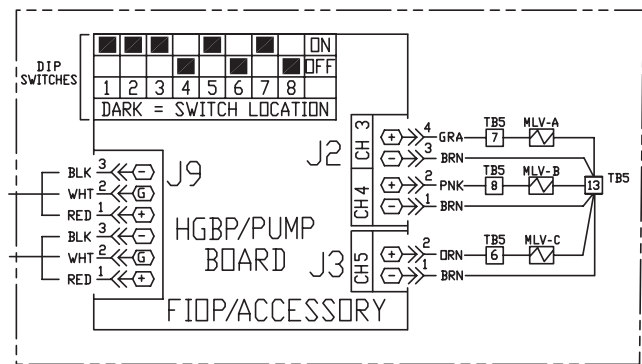 DIP
SWITCHES
ON
OFF
1 2 3 4 5 6 7 8
DARK = SWITCH LOCATION
J9
BLK 3 -
WHT 2 G
RED 1 +
BLK 3 -
WHT 2 G
RED 1 +
HGBP/PUMP
BOARD
FIOP/ACCESSORY
J2
CH 3
CH 4
+ 4 GRA
- 3 BRN
+ 2 PNK
- 1 BRN
J3
CH5
+ 2 ORN
- 1 BRN
TB5 MLV-A
7
TB5 MLV-B
8
TB5 MLV-C
6
13 TB5